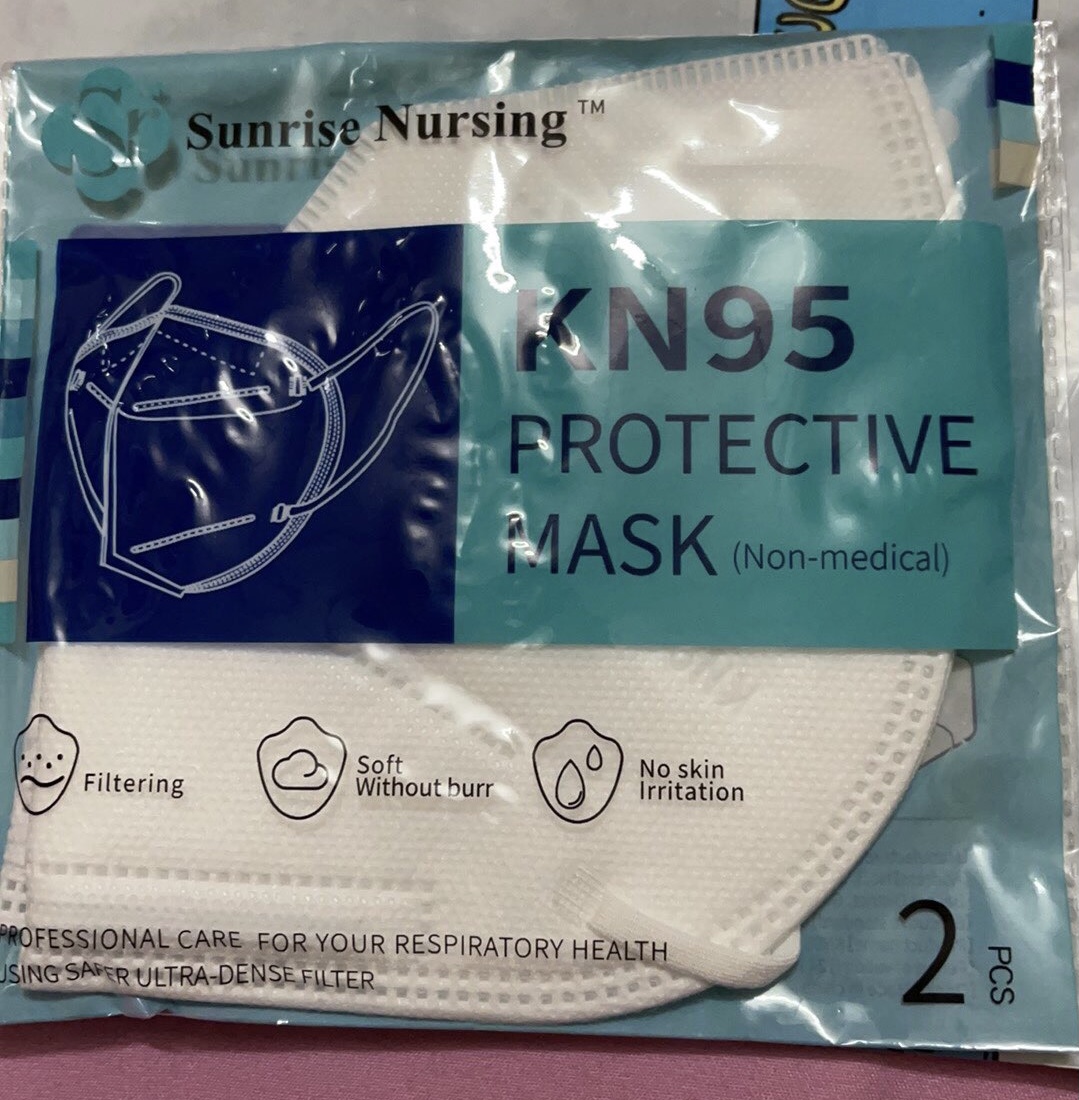 Sr
Sunrise Nursing™
KN95
PROTECTIVE
MASK (Non-medical)
Filtering
Soft
Without burr
No skin
Irritation
PROFESSIONAL CARE FOR YOUR RESPIRATORY HEALTH
USING SAFER ULTRA-DENSE FILTER
2 PCS